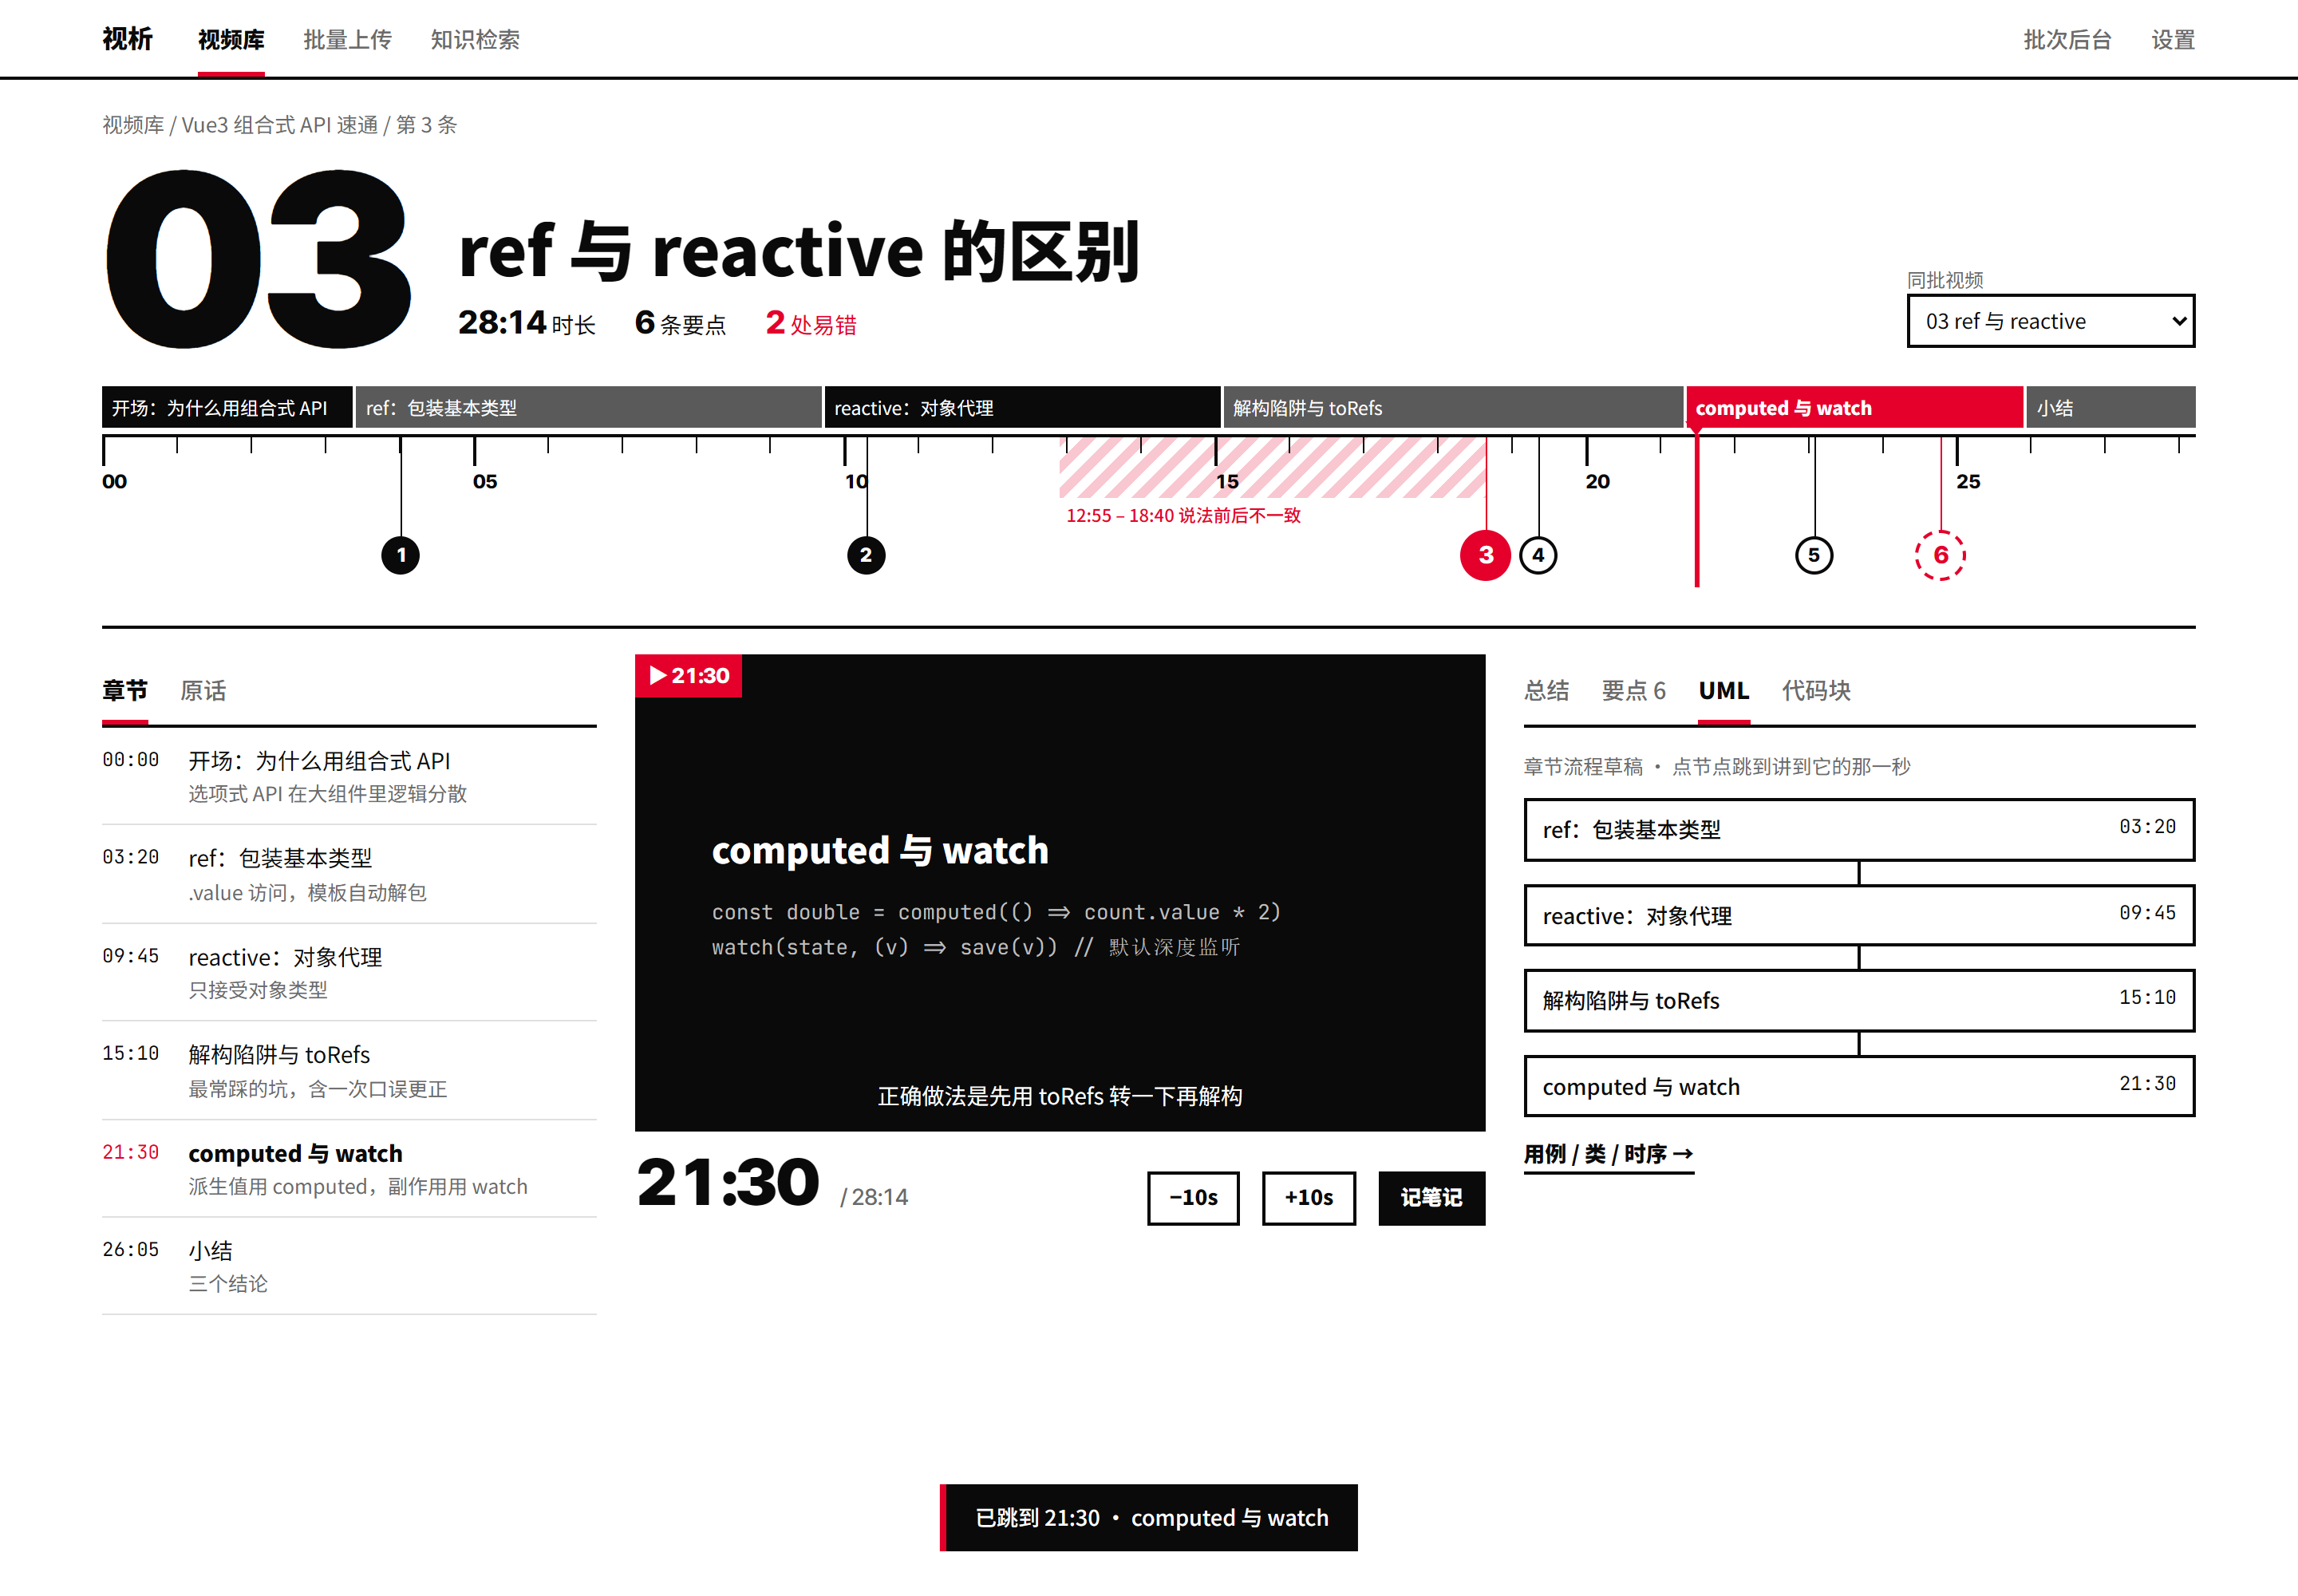 视析 视频库 批量上传 知识检索 批次后台 设置
视频库 / Vue3 组合式 API 速通 / 第 3 条
03
ref 与 reactive 的区别
28:14 时长 6 条要点 2 处易错
同批视频
03 ref 与 reactive
开场：为什么用组合式 API ref：包装基本类型 reactive：对象代理 解构陷阱与 toRefs computed 与 watch 小结
00 05 10 15 20 25
12:55 – 18:40 说法前后不一致
1 2 3 4 5 6
章节 原话
00:00 开场：为什么用组合式 API
选项式 API 在大组件里逻辑分散
03:20 ref：包装基本类型
.value 访问，模板自动解包
09:45 reactive：对象代理
只接受对象类型
15:10 解构陷阱与 toRefs
最常踩的坑，含一次口误更正
21:30 computed 与 watch
派生值用 computed，副作用用 watch
26:05 小结
三个结论
▶ 21:30
computed 与 watch
const double = computed(() => count.value * 2)
watch(state, (v) => save(v)) // 默认深度监听
正确做法是先用 toRefs 转一下再解构
21:30 / 28:14
−10s +10s 记笔记
总结 要点 6 UML 代码块
章节流程草稿 · 点节点跳到讲到它的那一秒
ref：包装基本类型 03:20
reactive：对象代理 09:45
解构陷阱与 toRefs 15:10
computed 与 watch 21:30
用例 / 类 / 时序 →
已跳到 21:30 · computed 与 watch